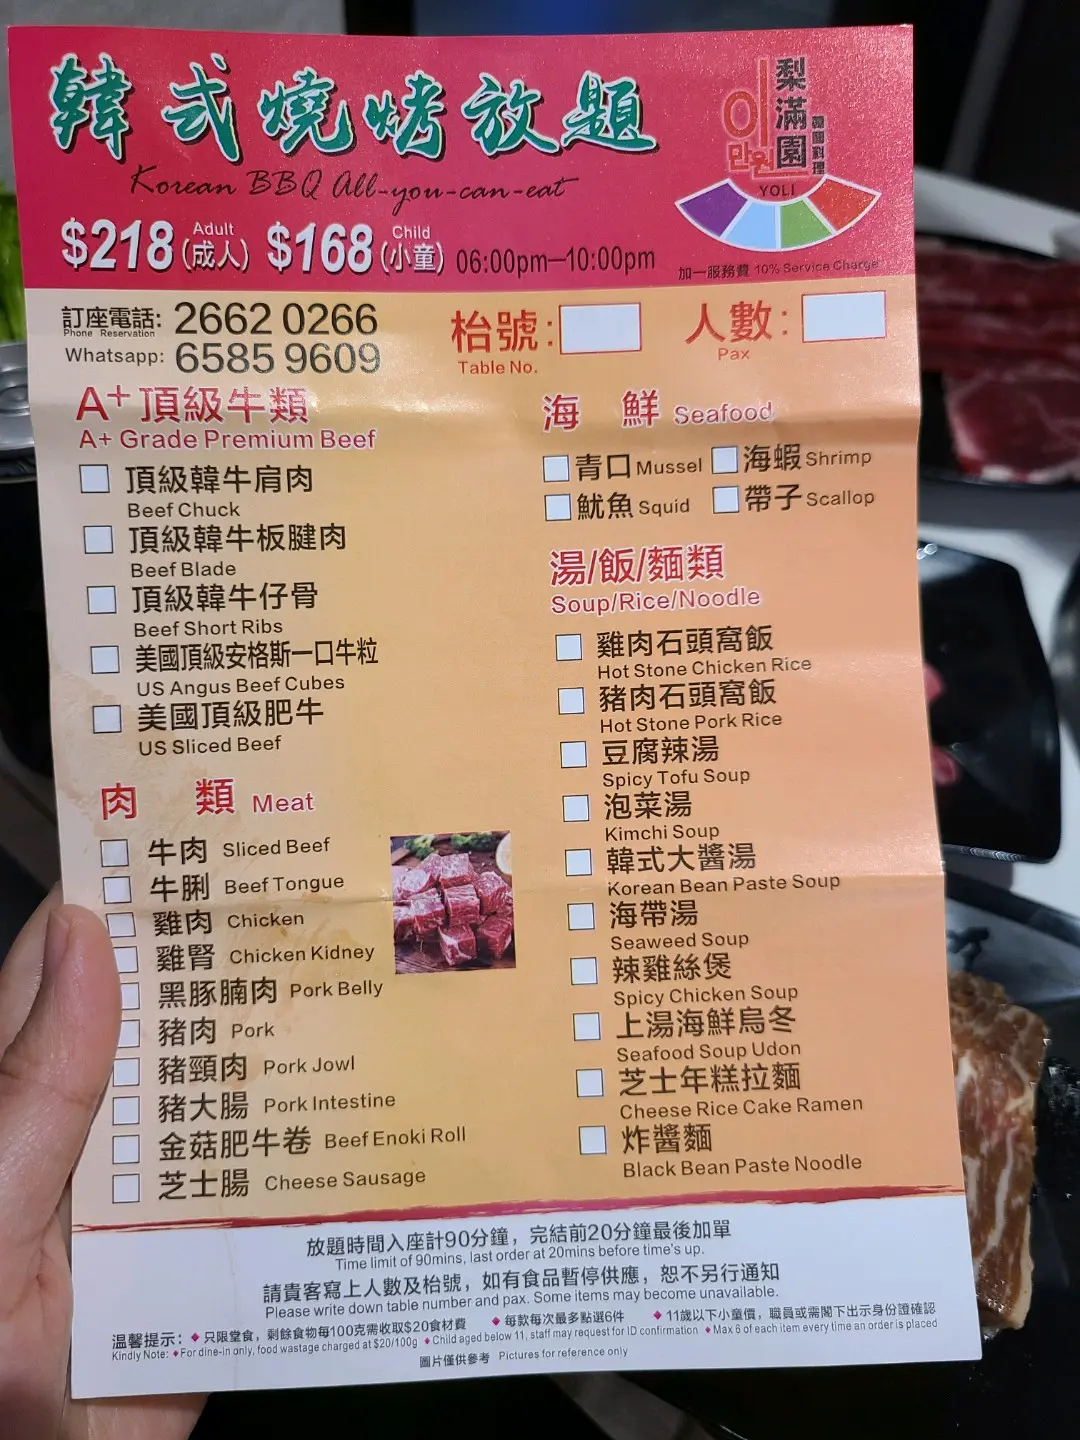 韓式燒烤放題
Korean BBQ All-you-can-eat
$218 Adult (成人) $168 Child (小童) 06:00pm—10:00pm
이만원
梨滿園
韓國料理
YOLI
加一服務費 10% Service Charge
訂座電話: 2662 0266
Phone Reservation
Whatsapp: 6585 9609
枱號:
Table No.
人數:
Pax
A+ 頂級牛類
A+ Grade Premium Beef
頂級韓牛肩肉
Beef Chuck
頂級韓牛板腱肉
Beef Blade
頂級韓牛仔骨
Beef Short Ribs
美國頂級安格斯一口牛粒
US Angus Beef Cubes
美國頂級肥牛
US Sliced Beef
肉類 Meat
牛肉 Sliced Beef
牛脷 Beef Tongue
雞肉 Chicken
雞腎 Chicken Kidney
黑豚腩肉 Pork Belly
豬肉 Pork
豬頸肉 Pork Jowl
豬大腸 Pork Intestine
金菇肥牛卷 Beef Enoki Roll
芝士腸 Cheese Sausage
海鮮 Seafood
青口 Mussel 海蝦 Shrimp
魷魚 Squid 帶子 Scallop
湯/飯/麵類
Soup/Rice/Noodle
雞肉石頭窩飯
Hot Stone Chicken Rice
豬肉石頭窩飯
Hot Stone Pork Rice
豆腐辣湯
Spicy Tofu Soup
泡菜湯
Kimchi Soup
韓式大醬湯
Korean Bean Paste Soup
海帶湯
Seaweed Soup
辣雞絲煲
Spicy Chicken Soup
上湯海鮮烏冬
Seafood Soup Udon
芝士年糕拉麵
Cheese Rice Cake Ramen
炸醬麵
Black Bean Paste Noodle
放題時間入座計90分鐘，完結前20分鐘最後加單
Time limit of 90mins, last order at 20mins before time's up.
請貴客寫上人數及枱號，如有食品暫停供應，恕不另行通知
Please write down table number and pax. Some items may become unavailable.
溫馨提示: ◆ 只限堂食，剩餘食物每100克需收取$20食材費 ◆ 每款每次最多點選6件 ◆ 11歲以下小童價，職員或需閣下出示身份證確認
Kindly Note: ◆ For dine-in only, food wastage charged at $20/100g ◆ Child aged below 11, staff may request for ID confirmation ◆ Max 6 of each item every time an order is placed
圖片僅供參考 Pictures for reference only